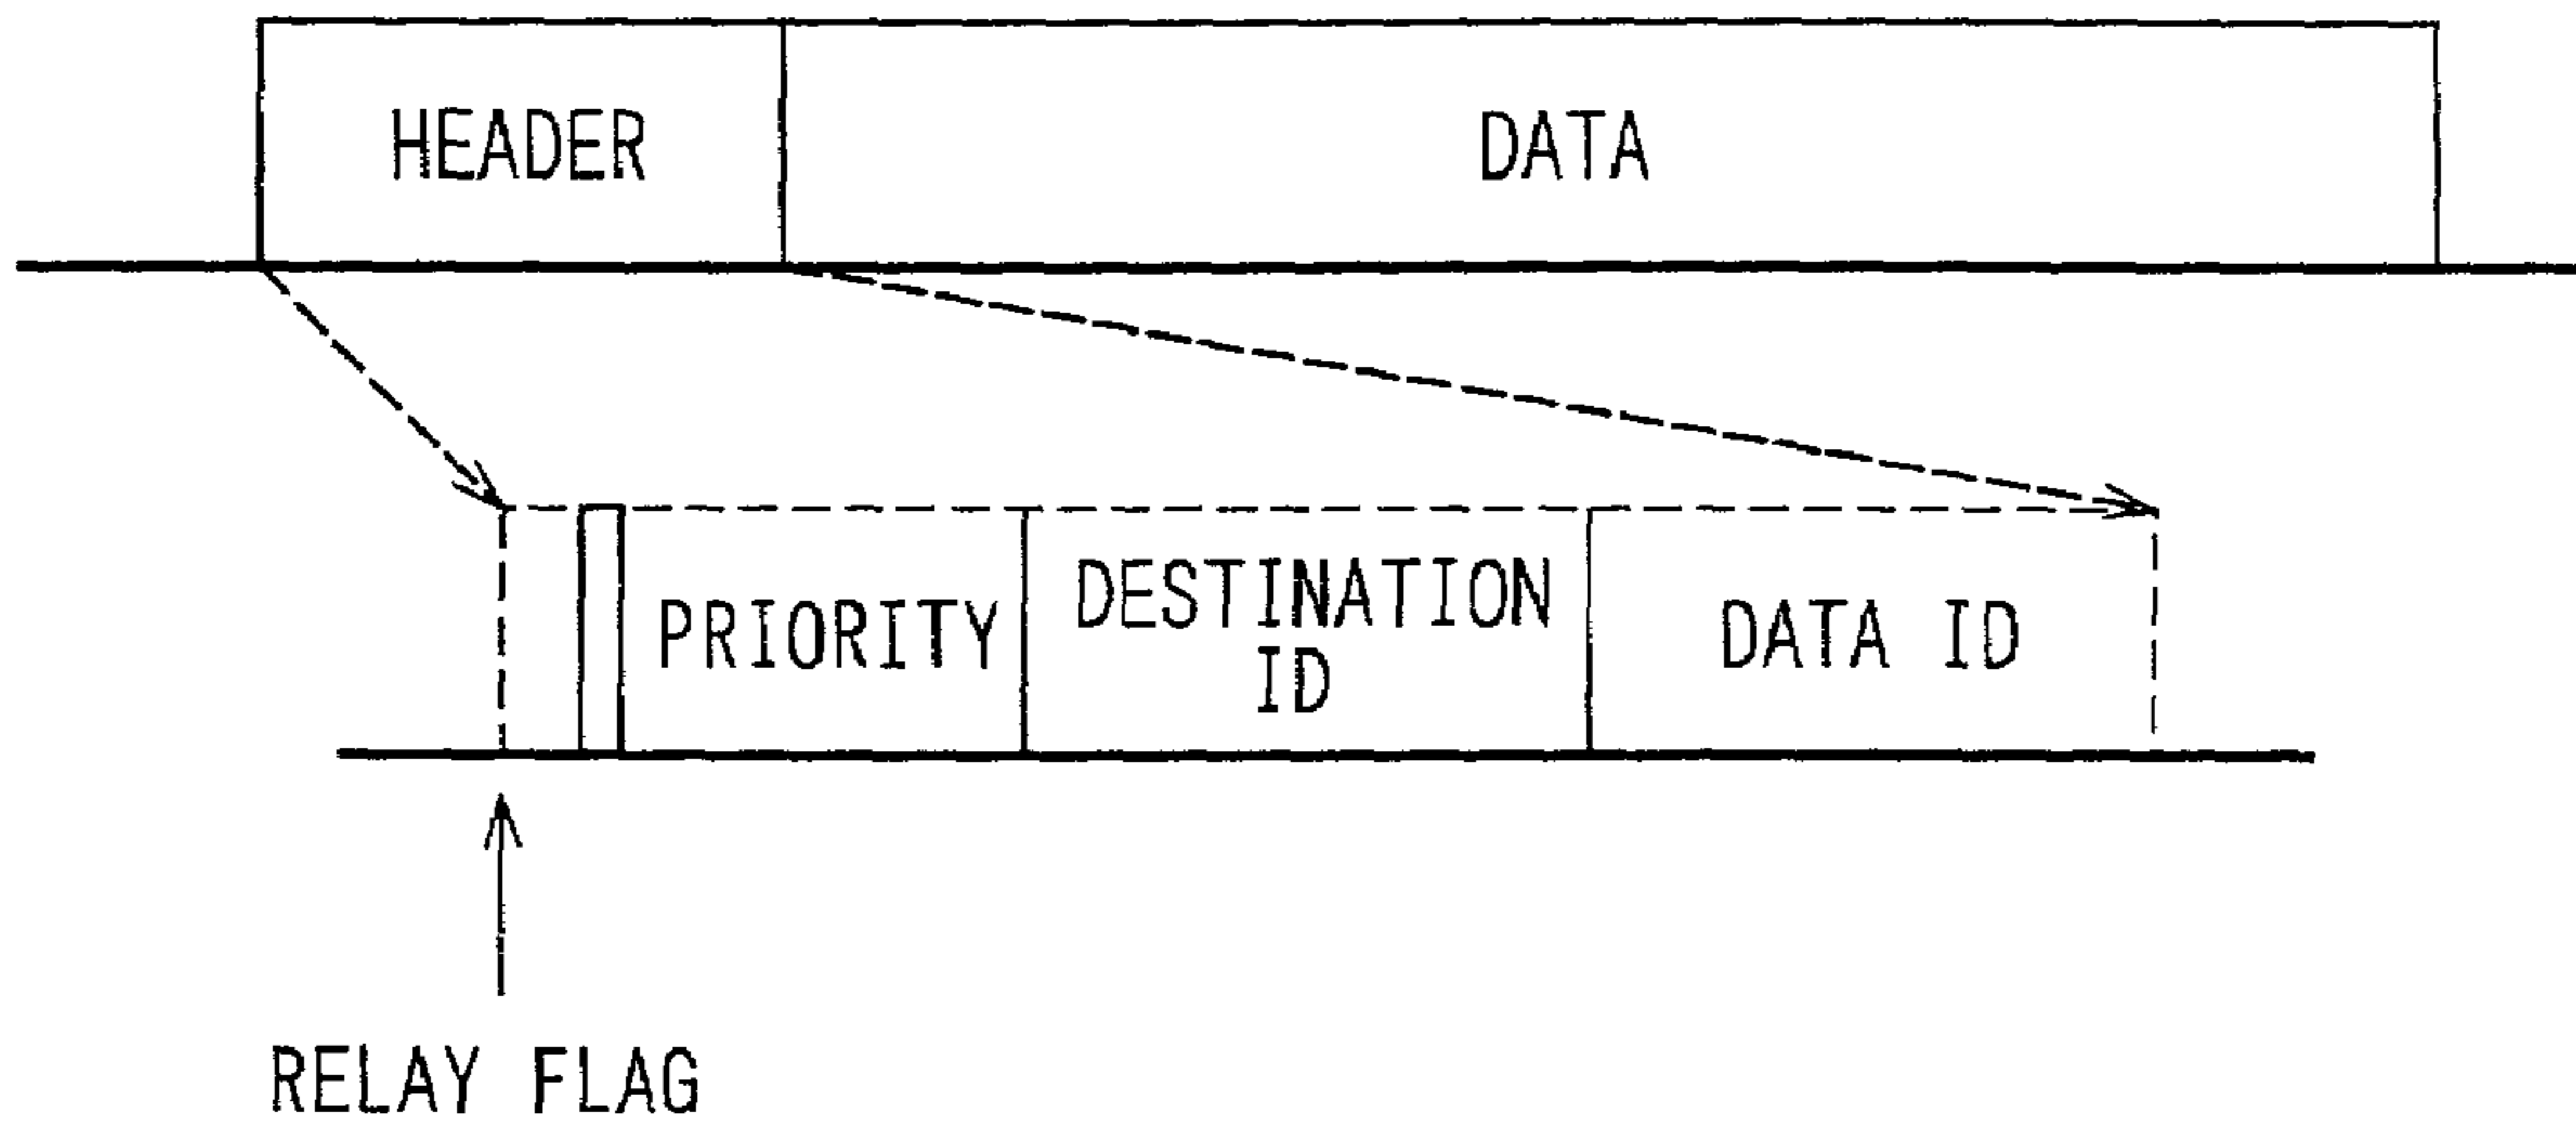 HEADER
DATA
PRIORITY
DESTINATION
ID
DATA ID
RELAY FLAG